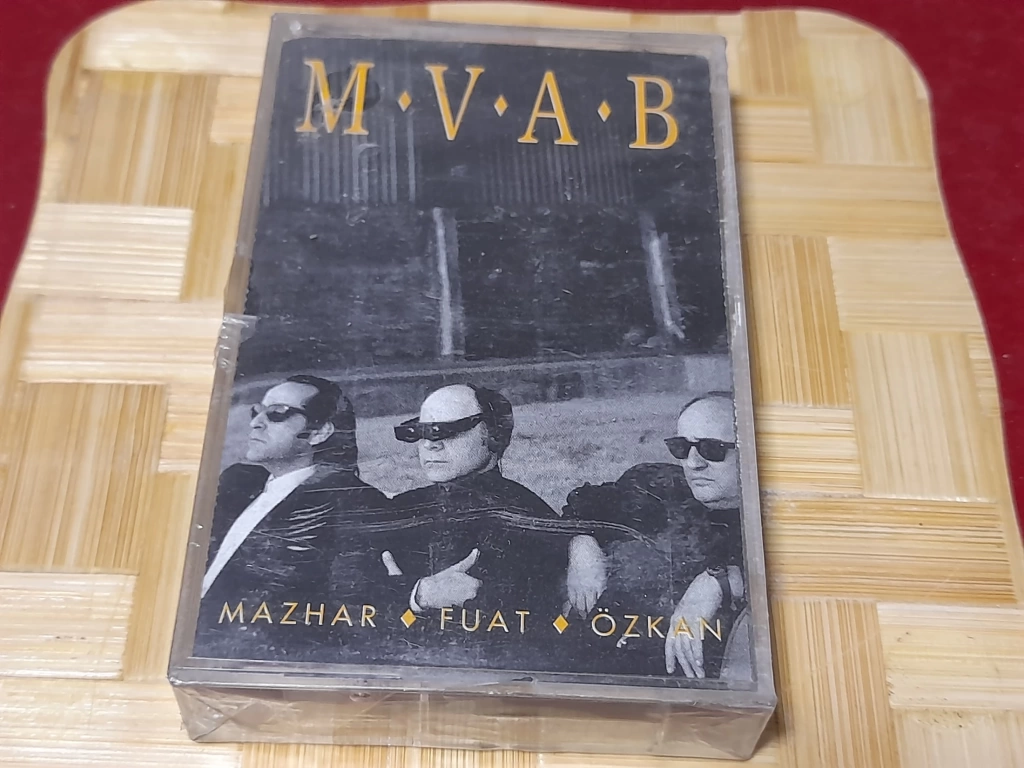 M•V•A•B
MAZHAR ♦ FUAT ♦ ÖZKAN